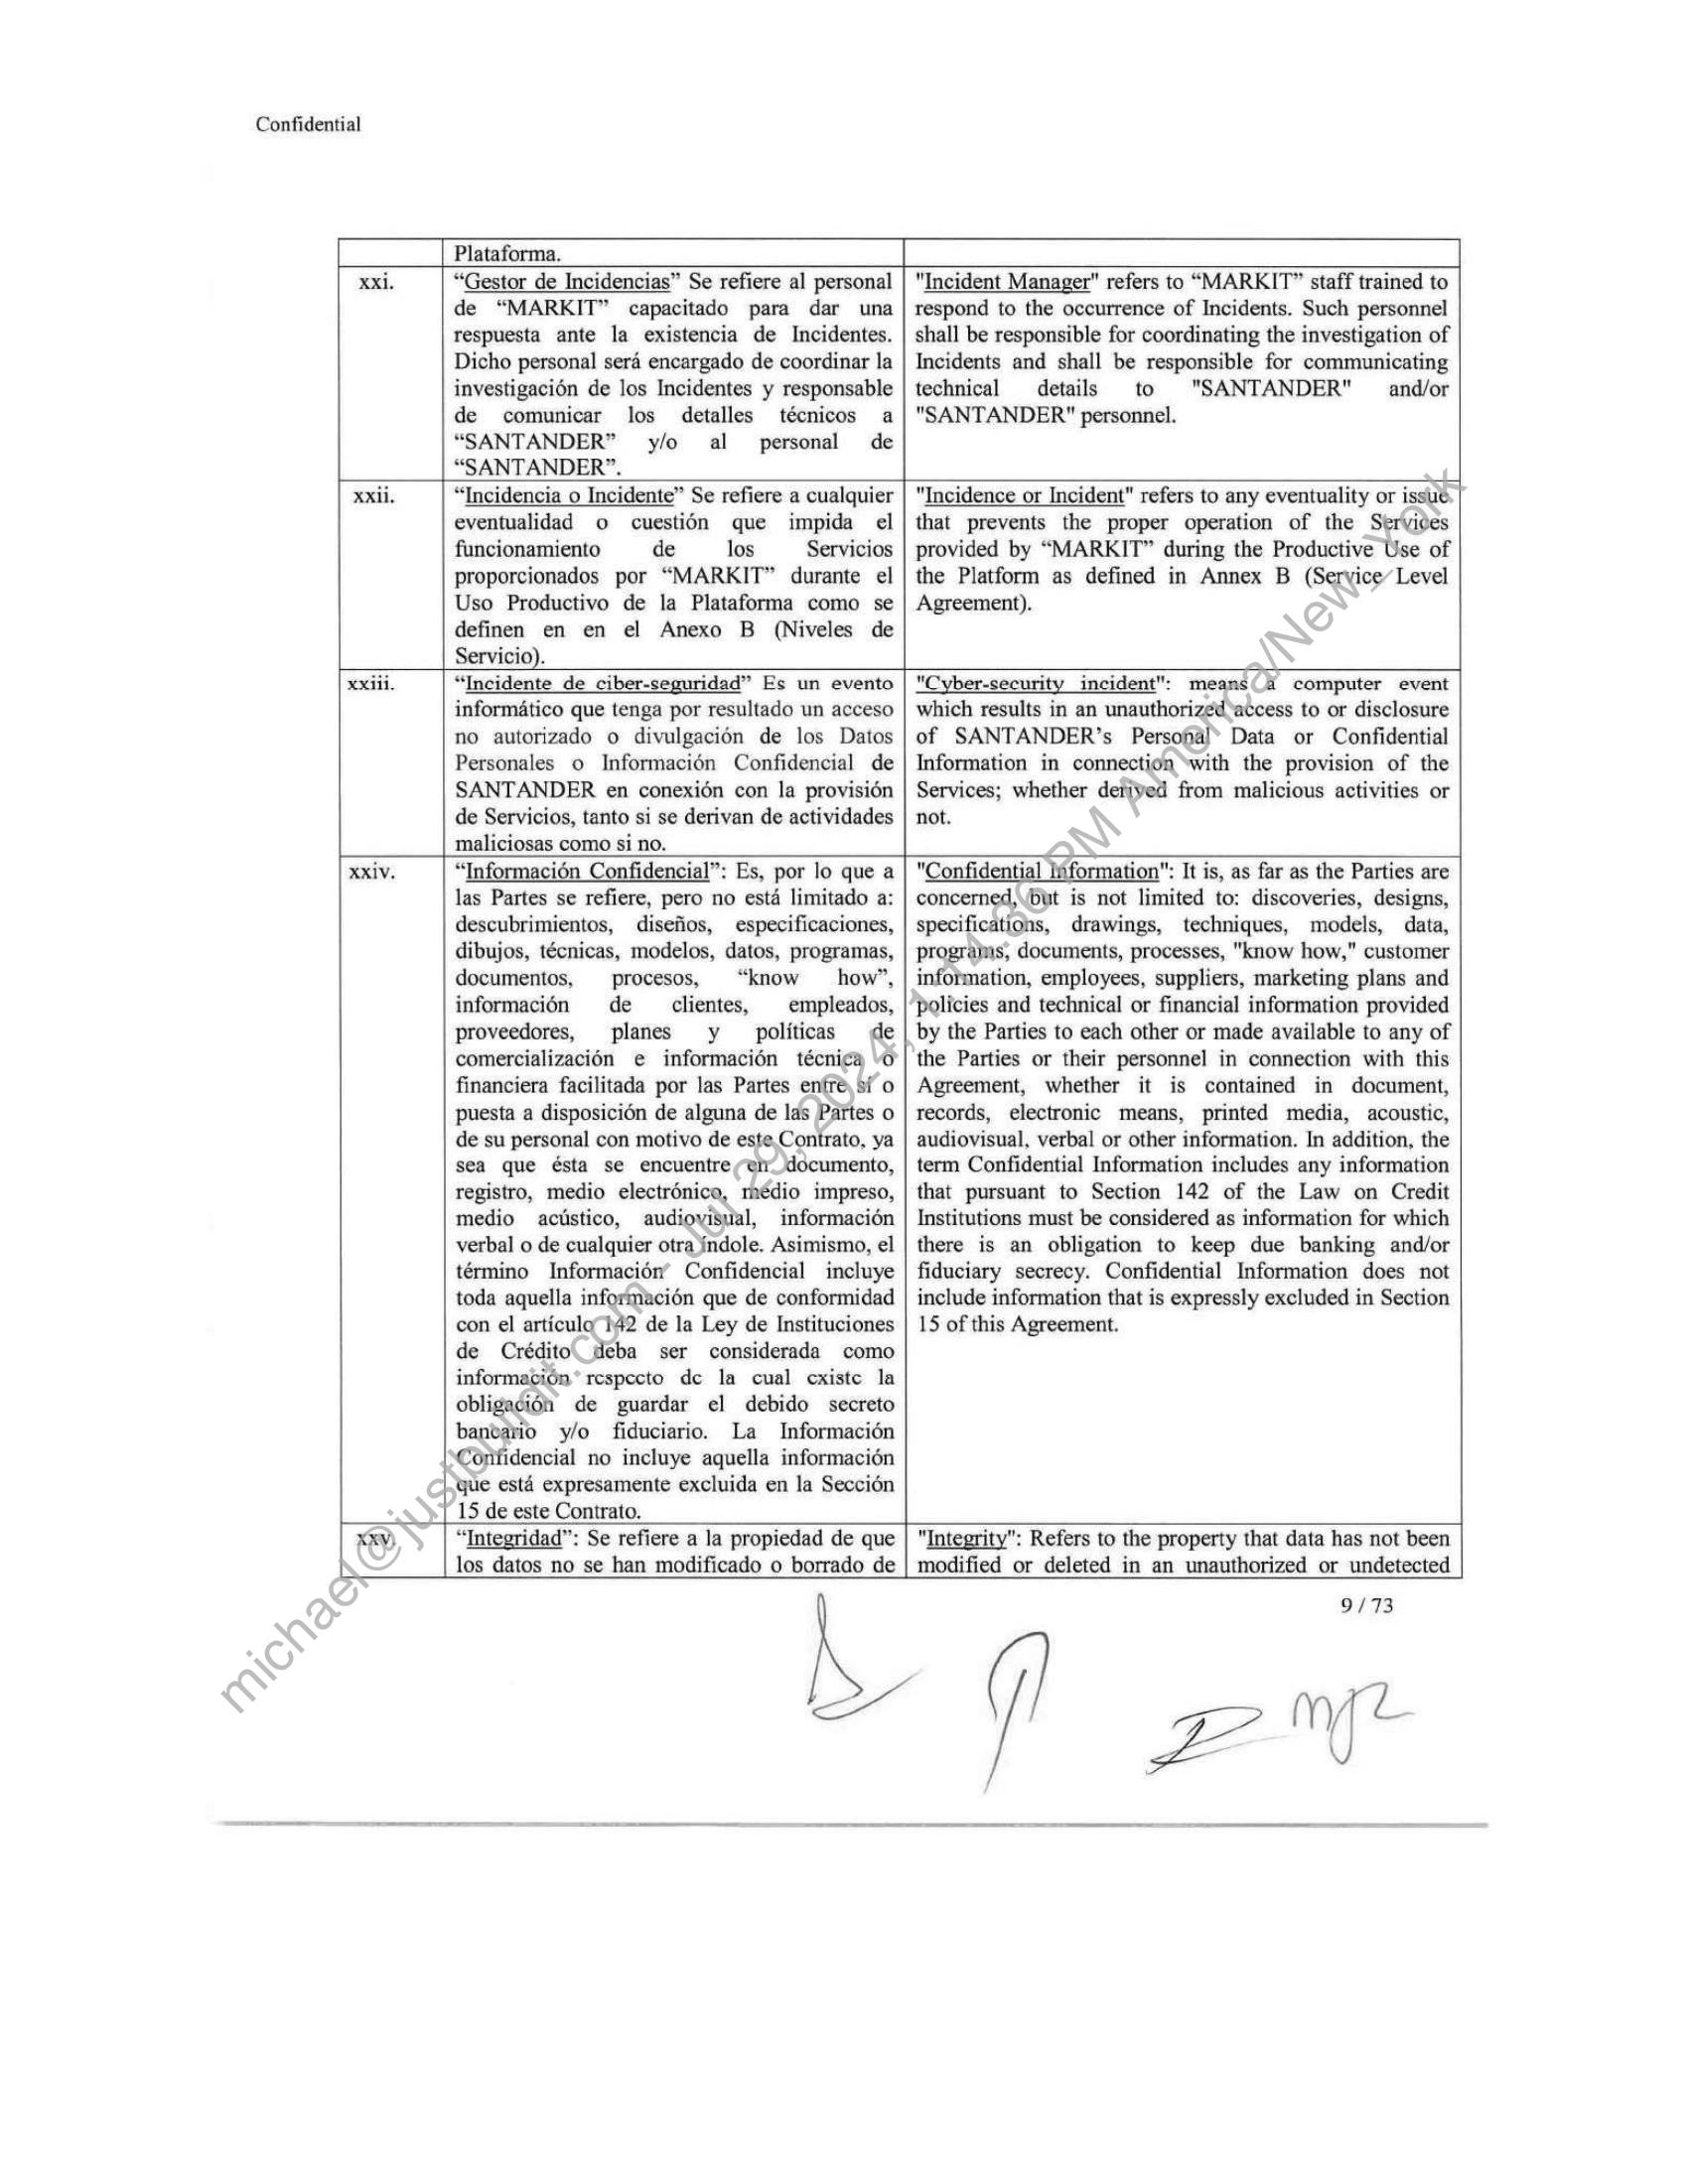 Confidential
Plataforma.
xxi.
“Gestor de Incidencias” Se refiere al personal
de “MARKIT” capacitado para dar una
respuesta ante la existencia de Incidentes.
Dicho personal será encargado de coordinar la
investigación de los Incidentes y responsable
de comunicar los detalles técnicos a
“SANTANDER” y/o al personal de
“SANTANDER”.
"Incident Manager" refers to “MARKIT” staff trained to
respond to the occurrence of Incidents. Such personnel
shall be responsible for coordinating the investigation of
Incidents and shall be responsible for communicating
technical details to "SANTANDER" and/or
"SANTANDER" personnel.
xxii.
“Incidencia o Incidente” Se refiere a cualquier
eventualidad o cuestión que impida el
funcionamiento de los Servicios
proporcionados por “MARKIT” durante el
Uso Productivo de la Plataforma como se
definen en en el Anexo B (Niveles de
Servicio).
"Incidence or Incident" refers to any eventuality or issue
that prevents the proper operation of the Services
provided by “MARKIT” during the Productive Use of
the Platform as defined in Annex B (Service Level
Agreement).
xxiii.
“Incidente de ciber-seguridad” Es un evento
informático que tenga por resultado un acceso
no autorizado o divulgación de los Datos
Personales o Información Confidencial de
SANTANDER en conexión con la provisión
de Servicios, tanto si se derivan de actividades
maliciosas como si no.
"Cyber-security incident": means a computer event
which results in an unauthorized access to or disclosure
of SANTANDER’s Personal Data or Confidential
Information in connection with the provision of the
Services; whether derived from malicious activities or
not.
xxiv.
“Información Confidencial”: Es, por lo que a
las Partes se refiere, pero no está limitado a:
descubrimientos, diseños, especificaciones,
dibujos, técnicas, modelos, datos, programas,
documentos, procesos, “know how”,
información de clientes, empleados,
proveedores, planes y políticas de
comercialización e información técnica o
financiera facilitada por las Partes entre sí o
puesta a disposición de alguna de las Partes o
de su personal con motivo de este Contrato, ya
sea que ésta se encuentre en documento,
registro, medio electrónico, medio impreso,
medio acústico, audiovisual, información
verbal o de cualquier otra índole. Asimismo, el
término Información Confidencial incluye
toda aquella información que de conformidad
con el artículo 142 de la Ley de Instituciones
de Crédito deba ser considerada como
información respecto de la cual existe la
obligación de guardar el debido secreto
bancario y/o fiduciario. La Información
Confidencial no incluye aquella información
que está expresamente excluida en la Sección
15 de este Contrato.
"Confidential Information": It is, as far as the Parties are
concerned, but is not limited to: discoveries, designs,
specifications, drawings, techniques, models, data,
programs, documents, processes, "know how," customer
information, employees, suppliers, marketing plans and
policies and technical or financial information provided
by the Parties to each other or made available to any of
the Parties or their personnel in connection with this
Agreement, whether it is contained in document,
records, electronic means, printed media, acoustic,
audiovisual, verbal or other information. In addition, the
term Confidential Information includes any information
that pursuant to Section 142 of the Law on Credit
Institutions must be considered as information for which
there is an obligation to keep due banking and/or
fiduciary secrecy. Confidential Information does not
include information that is expressly excluded in Section
15 of this Agreement.
xxv.
“Integridad”: Se refiere a la propiedad de que
los datos no se han modificado o borrado de
"Integrity": Refers to the property that data has not been
modified or deleted in an unauthorized or undetected
9 / 73
michael@justbuildit.com - Jul 29, 2024, 1:14:36 PM America/New_York